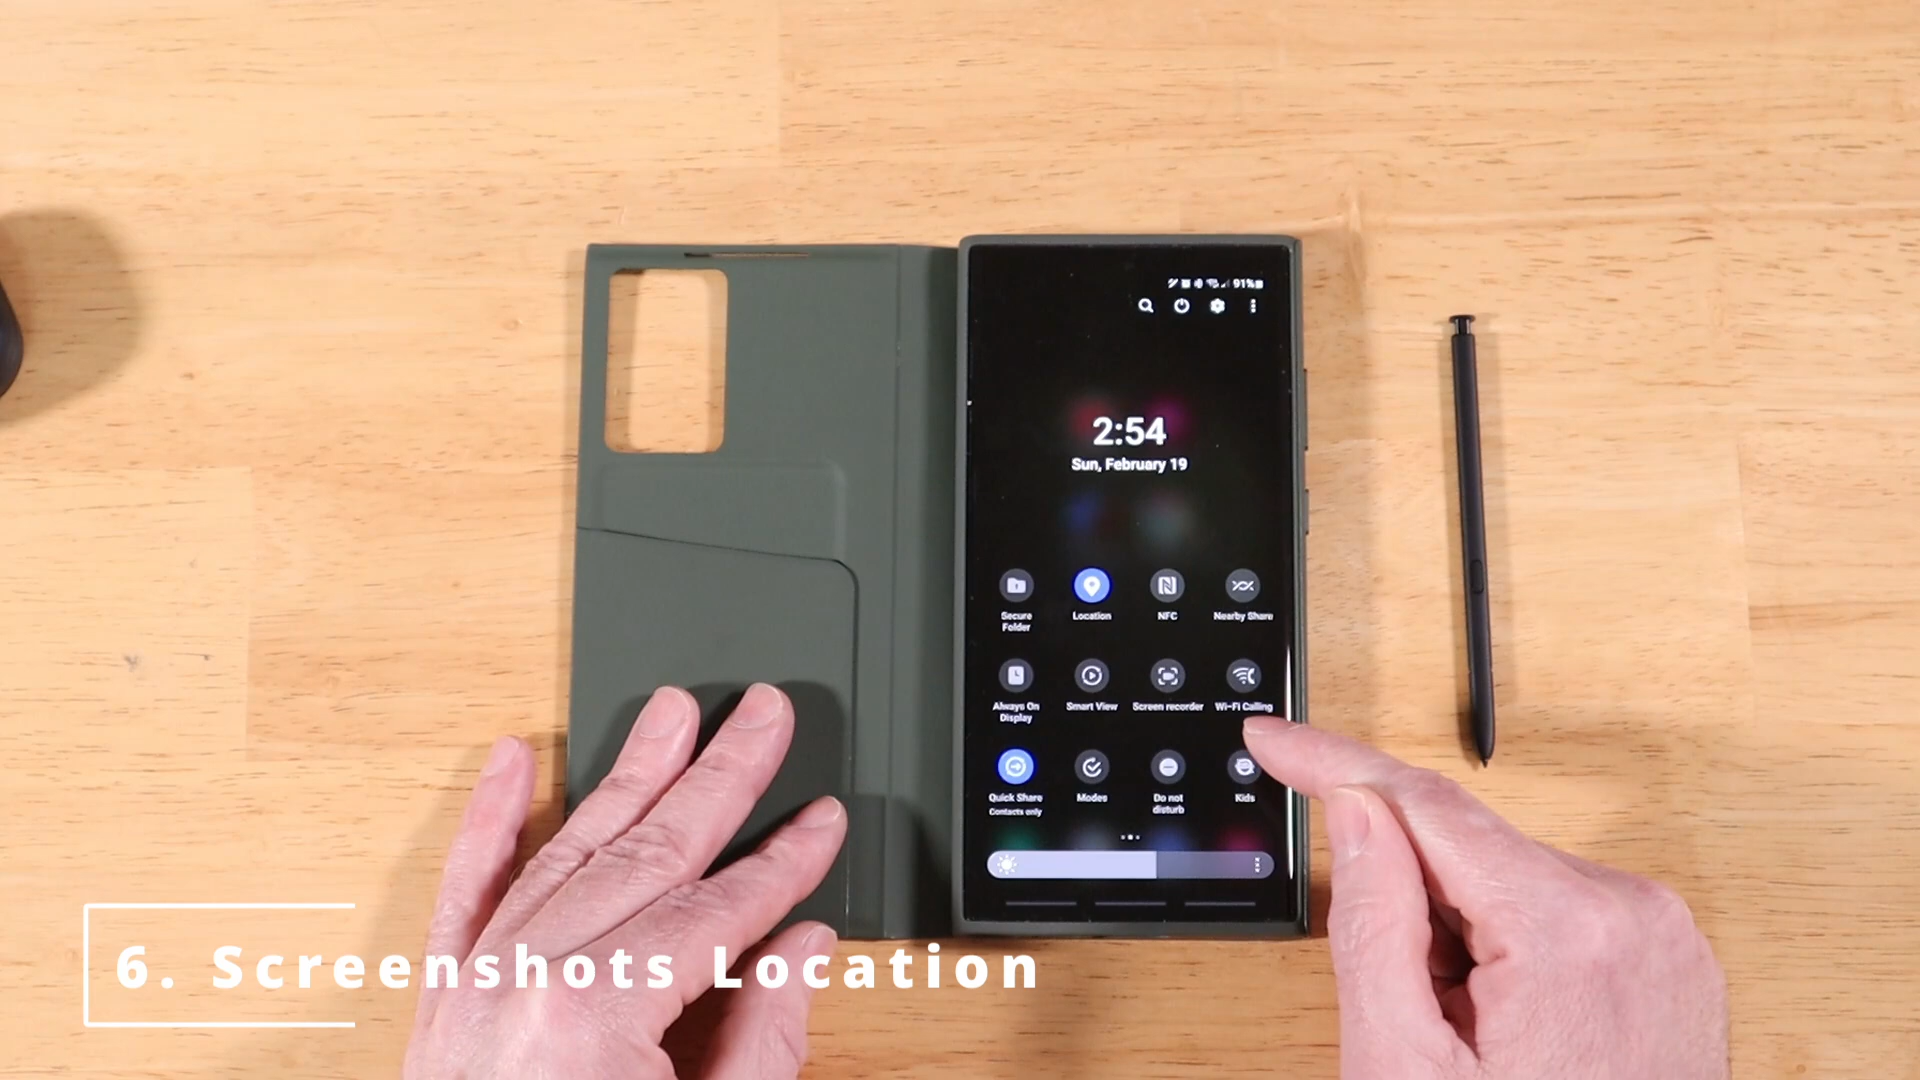 91%
2:54
Sun, February 19
Secure Folder
Location
NFC
Nearby Share
Always On Display
Smart View
Screen recorder
Wi-Fi Calling
Quick Share
Contacts only
Modes
Do not disturb
Kids
6. Screenshots Location